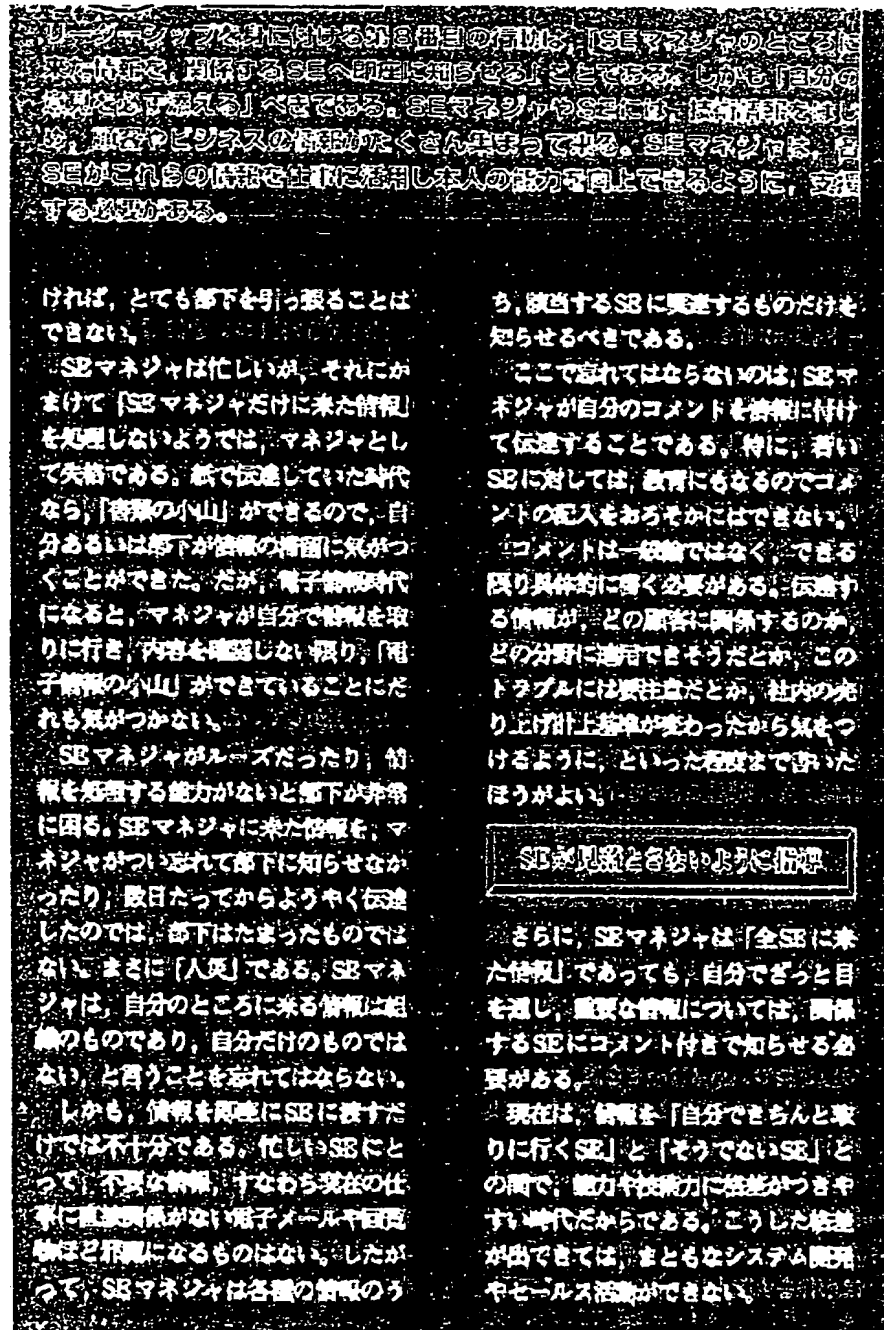 リーダーシップを身に付ける第8番目の行動は，「SEマネジャのところに
来た情報を，関係するSEへ即座に知らせる」ことである。しかも「自分の
意見を必ず添える」べきである。SEマネジャやSEには，技術情報をはじ
め，顧客やビジネスの情報がたくさん集まって来る。SEマネジャは，各
SEがこれらの情報を仕事に活用し本人の能力を向上できるように，支援
する必要がある。
ければ，とても部下を引っ張ることは
できない。
SEマネジャは忙しいが，それにか
まけて「SEマネジャだけに来た情報」
を処理しないようでは，マネジャとし
て失格である。紙で伝達していた時代
なら，「書類の小山」ができるので，自
分あるいは部下が情報の滞留に気がつ
くことができた。だが，電子情報時代
になると，マネジャが自分で情報を取
りに行き，内容を確認しない限り，「電
子情報の小山」ができていることにだ
れも気がつかない。
SEマネジャがルーズだったり，情
報を処理する能力がないと部下が非常
に困る。SEマネジャに来た情報を，マ
ネジャがつい忘れて部下に知らせなか
ったり，数日たってからようやく伝達
したのでは，部下はたまったものでは
ない。まさに「人災」である。SEマネ
ジャは，自分のところに来る情報は組
織のものであり，自分だけのものでは
ない，と言うことを忘れてはならない。
しかも，情報を即座にSEに渡すだ
けでは不十分である。忙しいSEにと
って，不要な情報，すなわち現在の仕
事に直接関係がない電子メールや回覧
物ほど邪魔になるものはない。したが
って，SEマネジャは各種の情報のう
ち，該当するSEに関連するものだけを
知らせるべきである。
ここで忘れてはならないのは，SEマ
ネジャが自分のコメントを情報に付け
て伝達することである。特に，若い
SEに対しては，教育にもなるのでコメ
ントの記入をおろそかにはできない。
コメントは一般論ではなく，できる
限り具体的に書く必要がある。伝達す
る情報が，どの顧客に関係するのか，
どの分野に適用できそうだとか，この
トラブルには要注意だとか，社内の売
り上げ計上基準が変わったから気をつ
けるように，といった程度まで書いた
ほうがよい。
SEが見落とさないように指導
さらに，SEマネジャは「全SEに来
た情報」であっても，自分でざっと目
を通し，重要な情報については，関係
するSEにコメント付きで知らせる必
要がある。
現在は，情報を「自分できちんと取
りに行くSE」と「そうでないSE」と
の間で，能力や技術力に格差がつきや
すい時代だからである。こうした格差
が出てきては，まともなシステム開発
やセールス活動ができない。